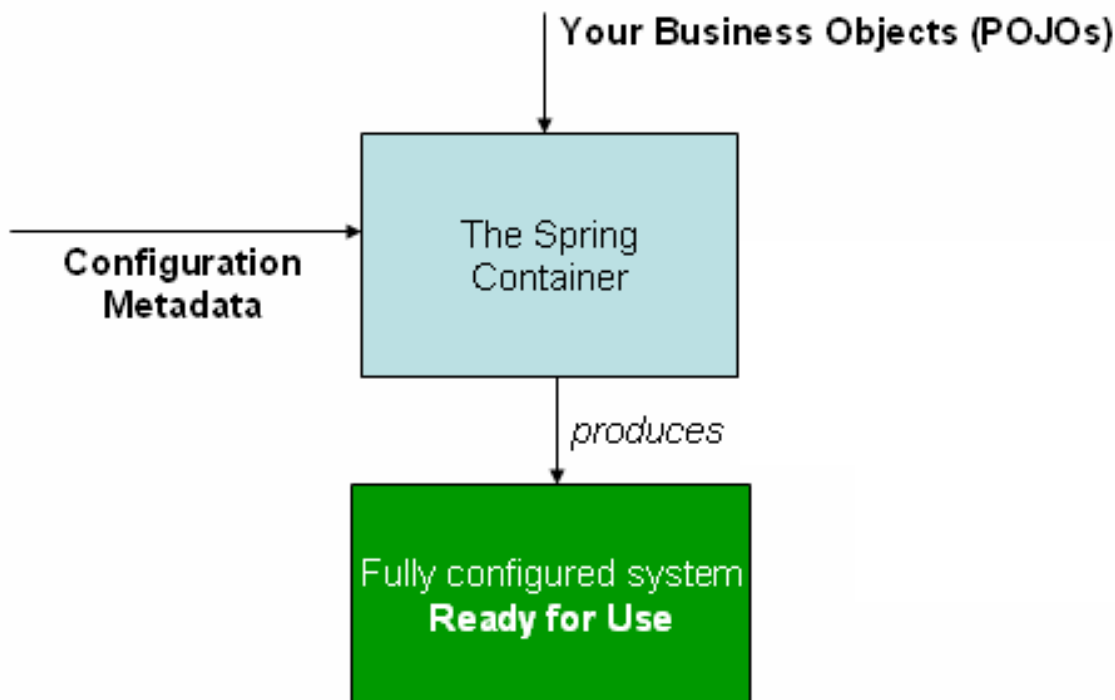 Your Business Objects (POJOs)
The Spring
Container
Configuration
Metadata
produces
Fully configured system
Ready for Use